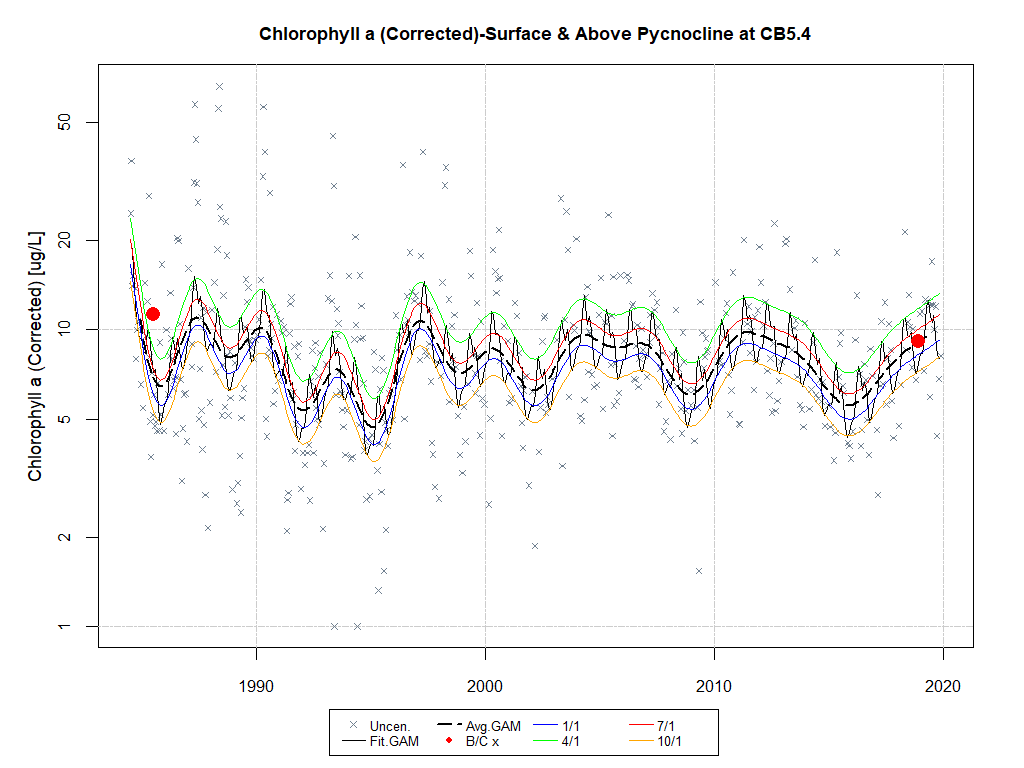 Chlorophyll a (Corrected)-Surface & Above Pycnocline at CB5.4
Chlorophyll a (Corrected) [ug/L]
50
20
10
5
2
1
1990 2000 2010 2020
Uncen. Avg.GAM 1/1 7/1
Fit.GAM B/C x 4/1 10/1